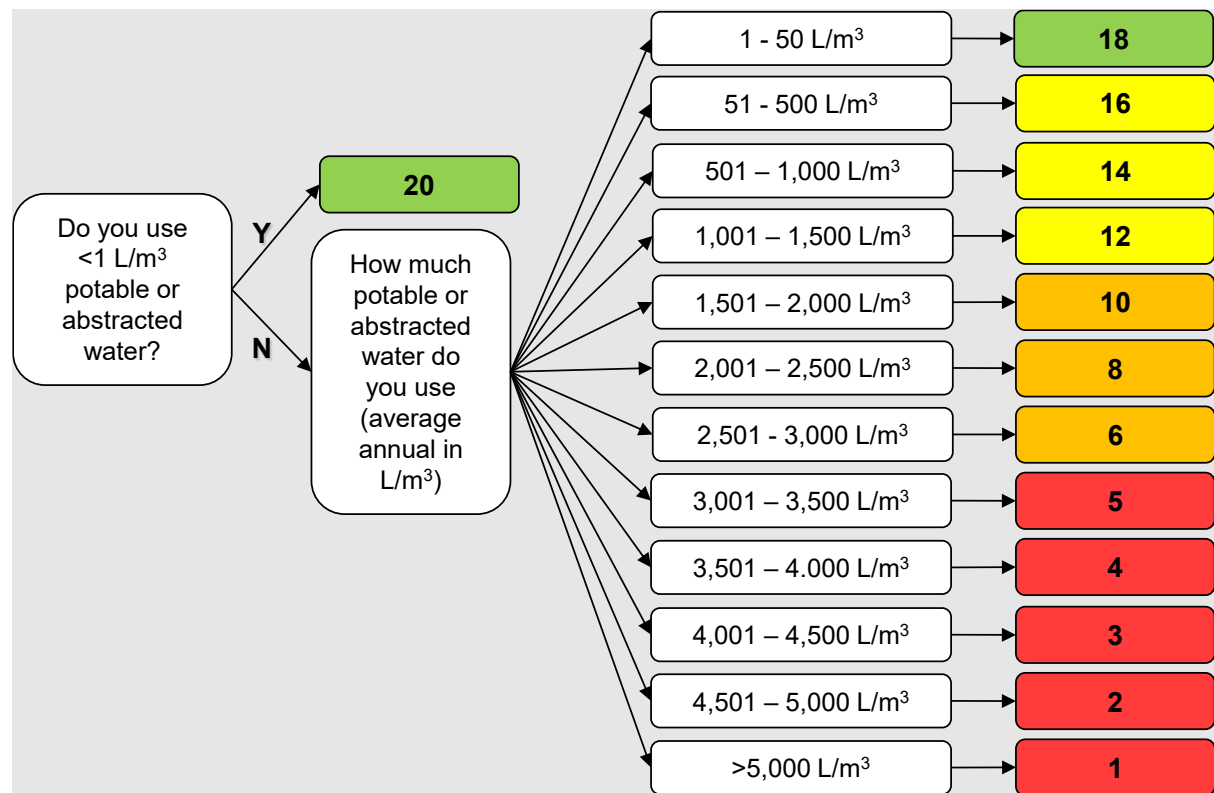 Do you use
<1 L/m³
potable or
abstracted
water?
Y
N
20
How much
potable or
abstracted
water do
you use
(average
annual in
L/m³)
1 - 50 L/m³
18
51 - 500 L/m³
16
501 – 1,000 L/m³
14
1,001 – 1,500 L/m³
12
1,501 – 2,000 L/m³
10
2,001 – 2,500 L/m³
8
2,501 - 3,000 L/m³
6
3,001 – 3,500 L/m³
5
3,501 – 4.000 L/m³
4
4,001 – 4,500 L/m³
3
4,501 – 5,000 L/m³
2
>5,000 L/m³
1